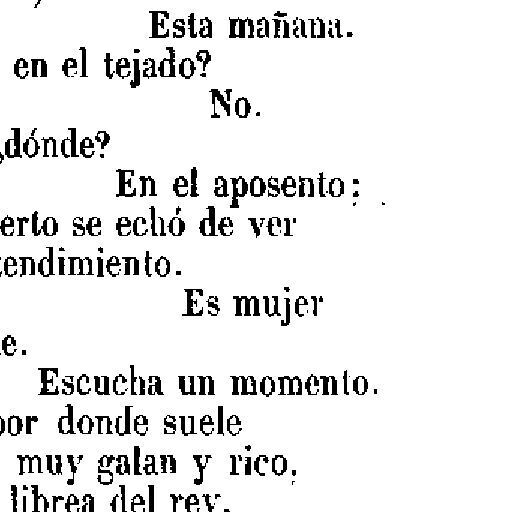 Esta mañana.
en el tejado?
No.
¿dónde?
En el aposento:
erto se echó de ver
tendimiento.
Es mujer
e.
Escucha un momento.
por donde suele
muy galan y rico,
librea del rey.